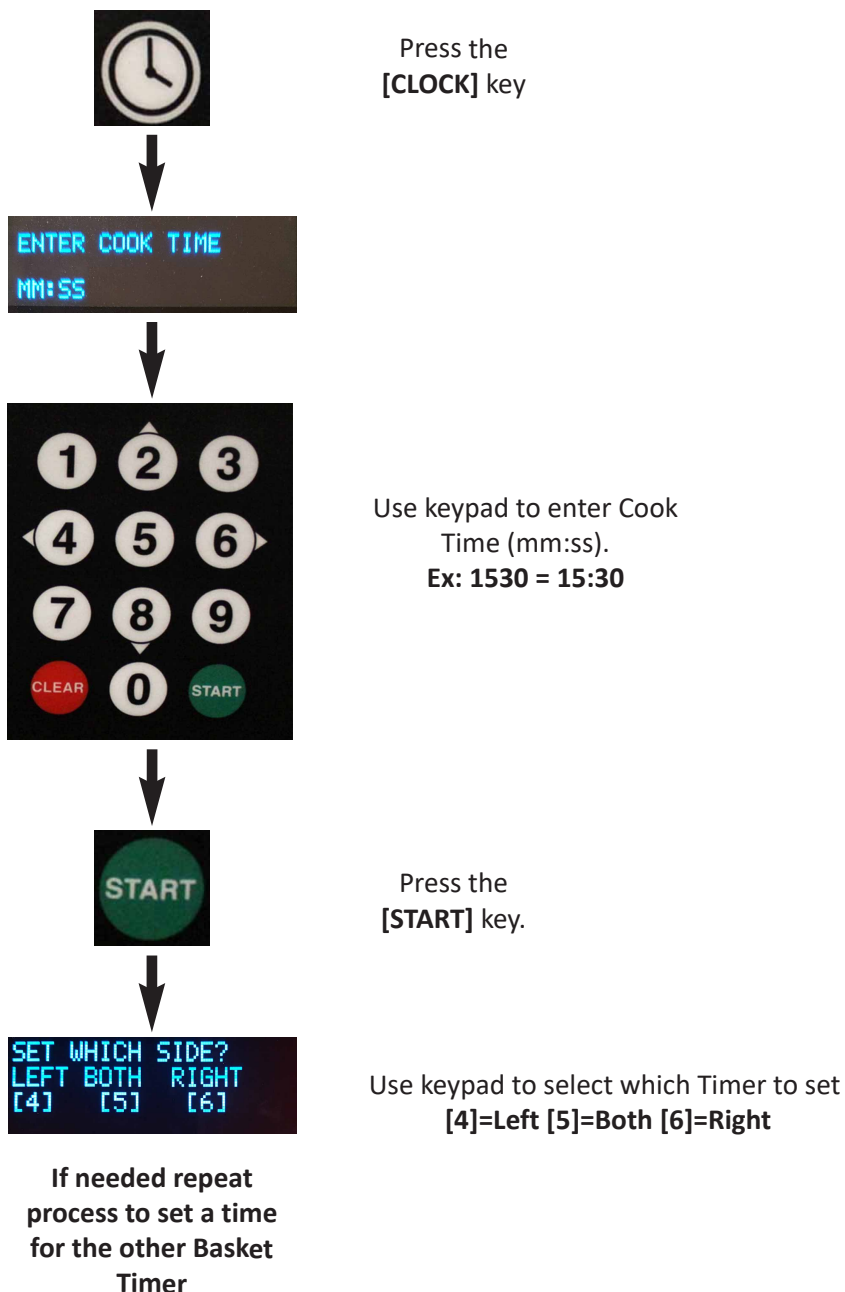 Press the
[CLOCK] key
ENTER COOK TIME
MM:SS
1 2 3
4 5 6
7 8 9
CLEAR 0 START
Use keypad to enter Cook
Time (mm:ss).
Ex: 1530 = 15:30
START
Press the
[START] key.
SET WHICH SIDE?
LEFT BOTH RIGHT
[4] [5] [6]
Use keypad to select which Timer to set
[4]=Left [5]=Both [6]=Right
If needed repeat
process to set a time
for the other Basket
Timer